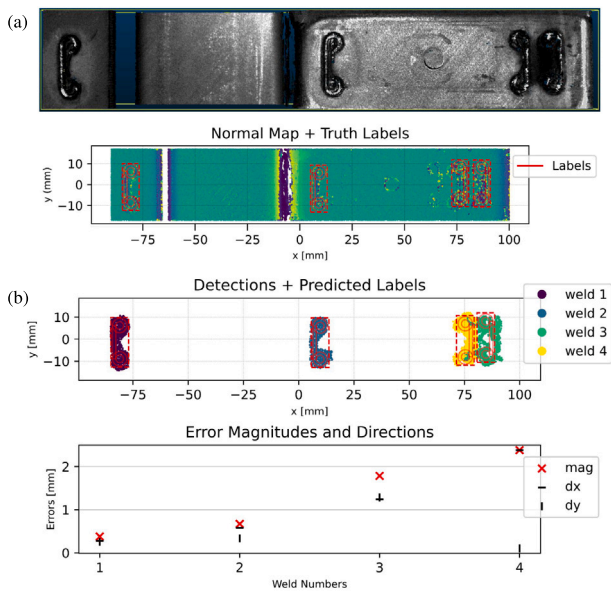 (a)
Normal Map + Truth Labels
10
0
−10
y (mm)
Labels
−75 −50 −25 0 25 50 75 100
x [mm]
(b)
Detections + Predicted Labels
10
0
−10
y [mm]
weld 1
weld 2
weld 3
weld 4
−75 −50 −25 0 25 50 75 100
x [mm]
Error Magnitudes and Directions
2
1
0
Errors [mm]
mag
dx
dy
1 2 3 4
Weld Numbers